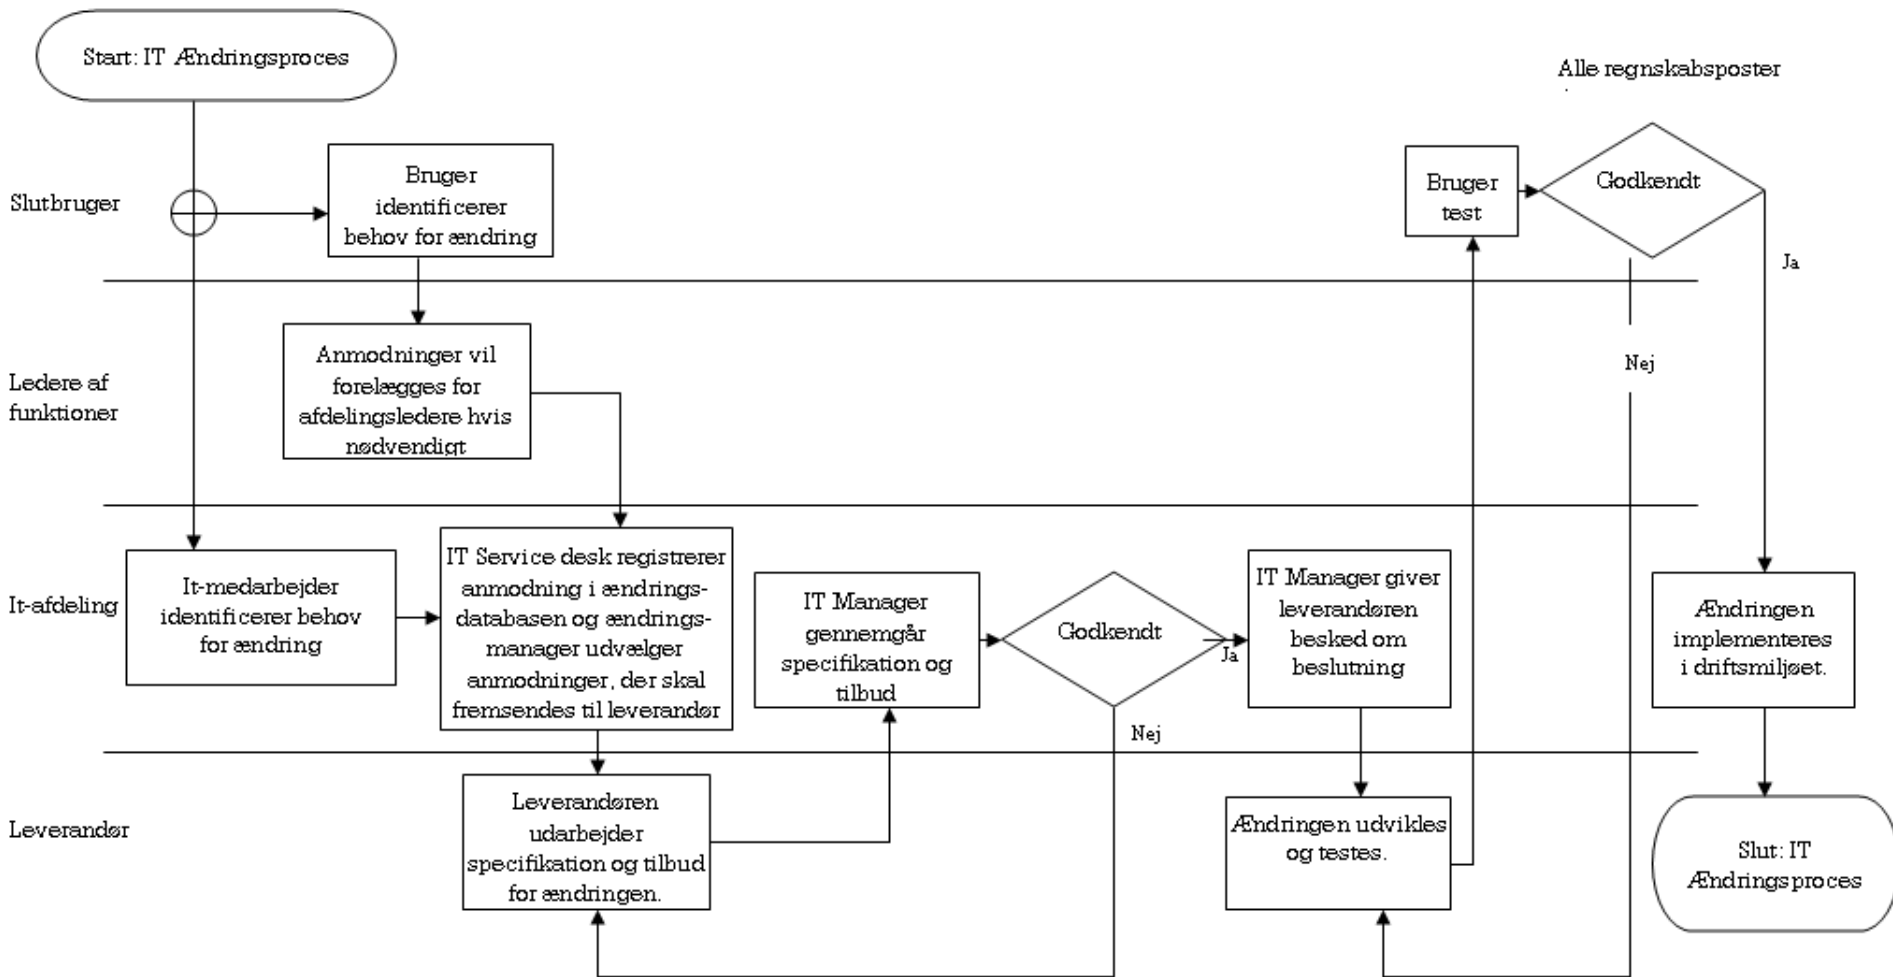 Start: IT Ændringsproces
Alle regnskabsposter
Slutbruger
Bruger
identificerer
behov for ændring
Bruger
test
Godkendt
Ja
Nej
Ledere af
funktioner
Anmodninger vil
forelægges for
afdelingsledere hvis
nødvendigt
It-afdeling
It-medarbejder
identificerer behov
for ændring
IT Service desk registrerer
anmodning i ændrings-
databasen og ændrings-
manager udvælger
anmodninger, der skal
fremsendes til leverandør
IT Manager
gennemgår
specifikation og
tilbud
Godkendt
Ja
Nej
IT Manager giver
leverandøren
besked om
beslutning
Ændringen
implementeres
i driftsmiljøet.
Leverandør
Leverandøren
udarbejder
specifikation og tilbud
for ændringen.
Ændringen udvikles
og testes.
Slut: IT
Ændringsproces